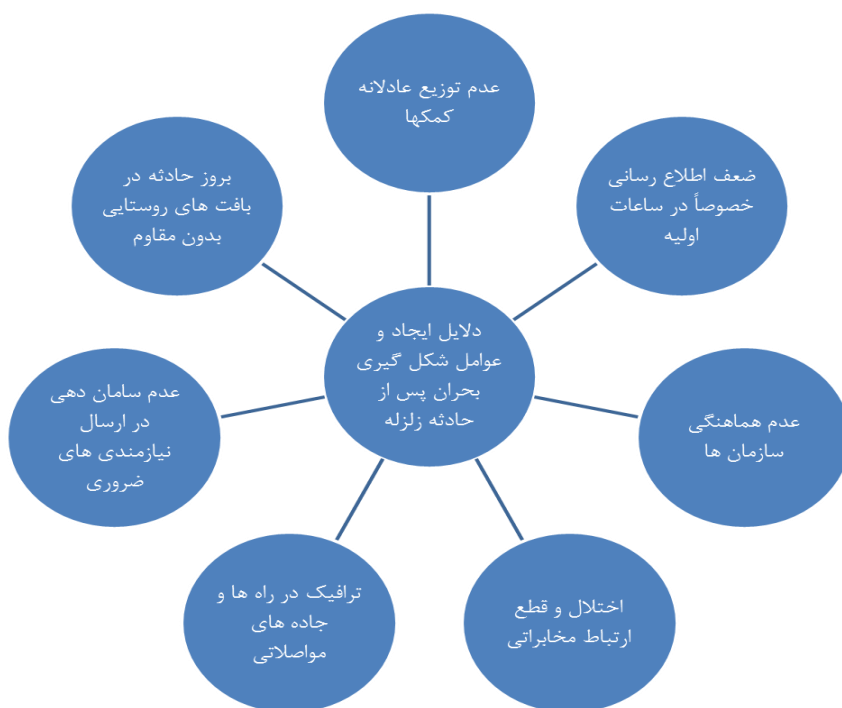 عدم توزیع عادلانه
کمکها
ضعف اطلاع رسانی
خصوصاً در ساعات
اولیه
عدم هماهنگی
سازمان ها
اختلال و قطع
ارتباط مخابراتی
ترافیک در راه ها و
جاده های
مواصلاتی
عدم سامان دهی
در ارسال
نیازمندی های
ضروری
بروز حادثه در
بافت های روستایی
بدون مقاوم
دلایل ایجاد و
عوامل شکل گیری
بحران پس از
حادثه زلزله